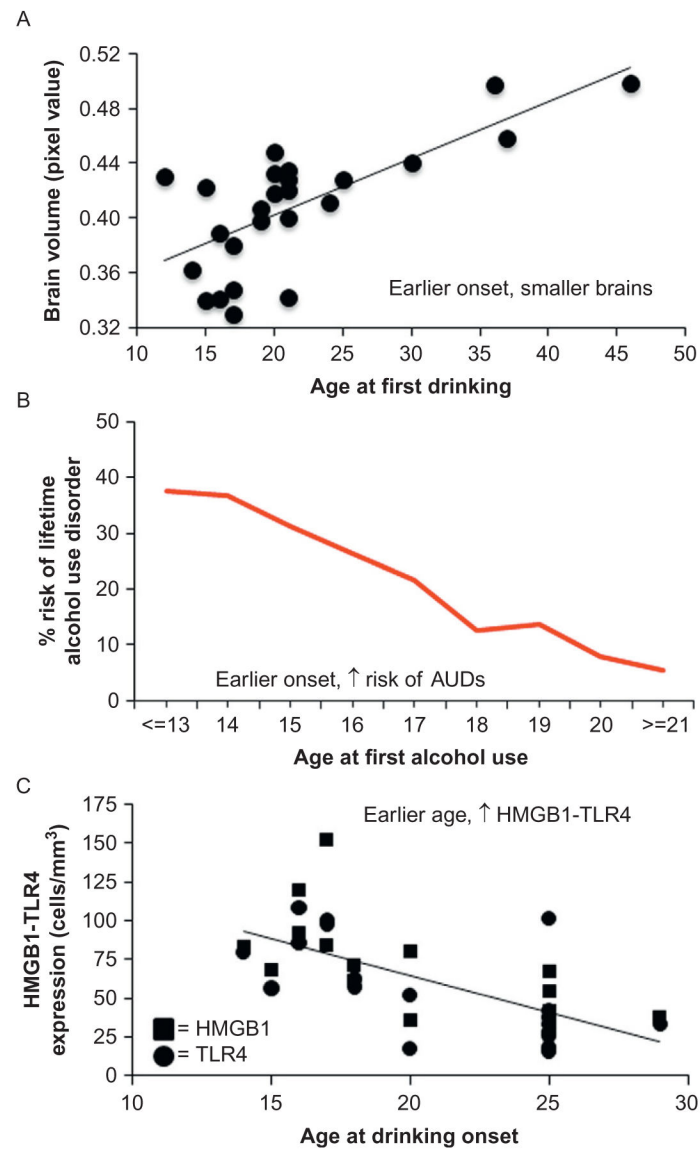 A
Brain volume (pixel value)
0.52
0.48
0.44
0.40
0.36
0.32
Earlier onset, smaller brains
10 15 20 25 30 35 40 45 50
Age at first drinking
B
% risk of lifetime
alcohol use disorder
50
40
30
20
10
0
Earlier onset, ↑ risk of AUDs
<=13 14 15 16 17 18 19 20 >=21
Age at first alcohol use
C
HMGB1-TLR4
expression (cells/mm³)
175
150
125
100
75
50
25
0
Earlier age, ↑ HMGB1-TLR4
= HMGB1
= TLR4
10 15 20 25 30
Age at drinking onset